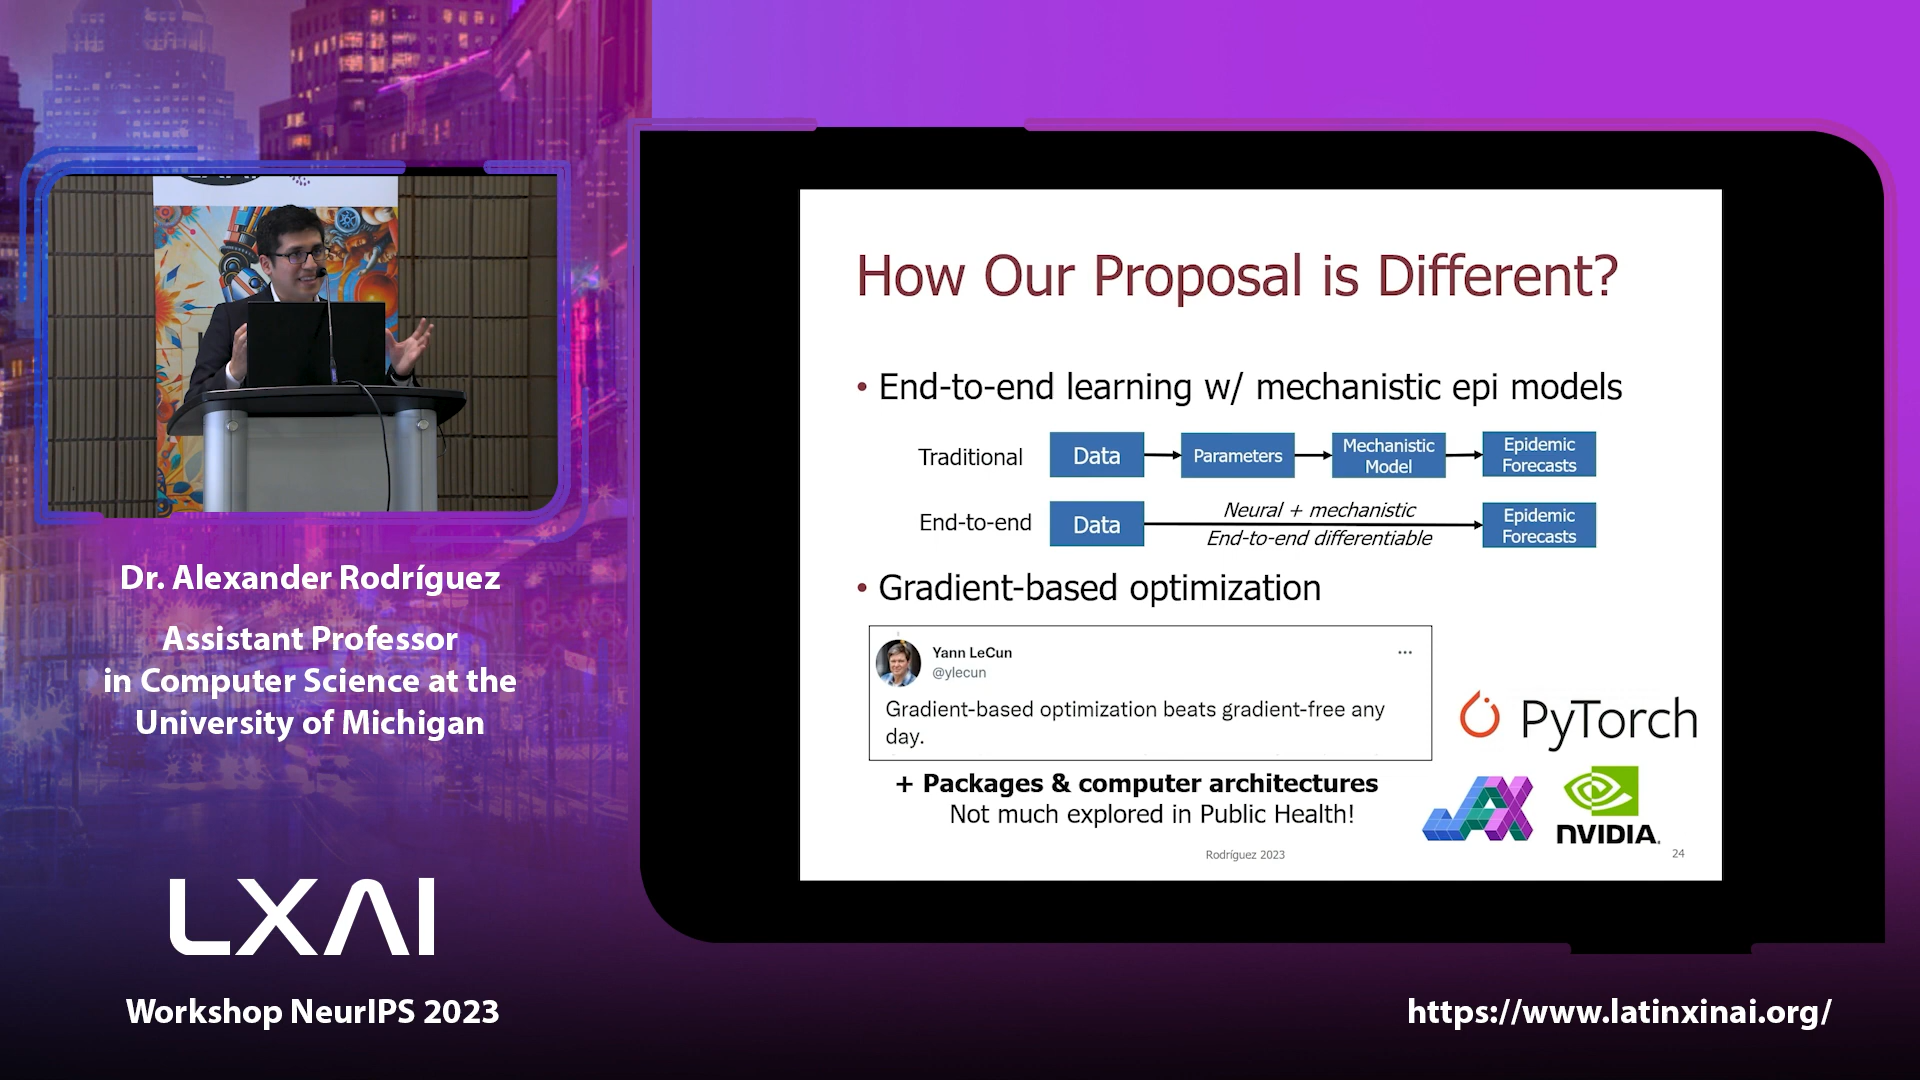 Dr. Alexander Rodríguez
Assistant Professor
in Computer Science at the
University of Michigan
LXAI
Workshop NeurIPS 2023
How Our Proposal is Different?
• End-to-end learning w/ mechanistic epi models
Traditional
Data
Parameters
Mechanistic
Model
Epidemic
Forecasts
End-to-end
Data
Neural + mechanistic
End-to-end differentiable
Epidemic
Forecasts
• Gradient-based optimization
Yann LeCun
@ylecun
Gradient-based optimization beats gradient-free any
day.
+ Packages & computer architectures
Not much explored in Public Health!
PyTorch
JAX
NVIDIA.
Rodríguez 2023
24
https://www.latinxinai.org/